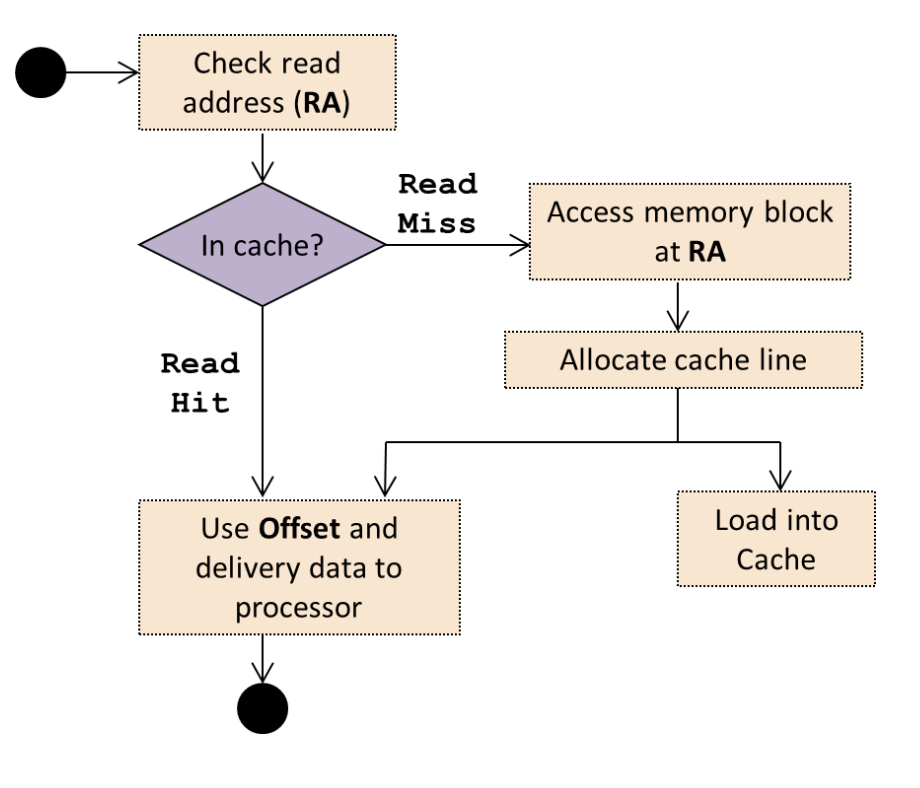 Check read
address (RA)
Read
Miss
In cache?
Access memory block
at RA
Allocate cache line
Read
Hit
Use Offset and
delivery data to
processor
Load into
Cache